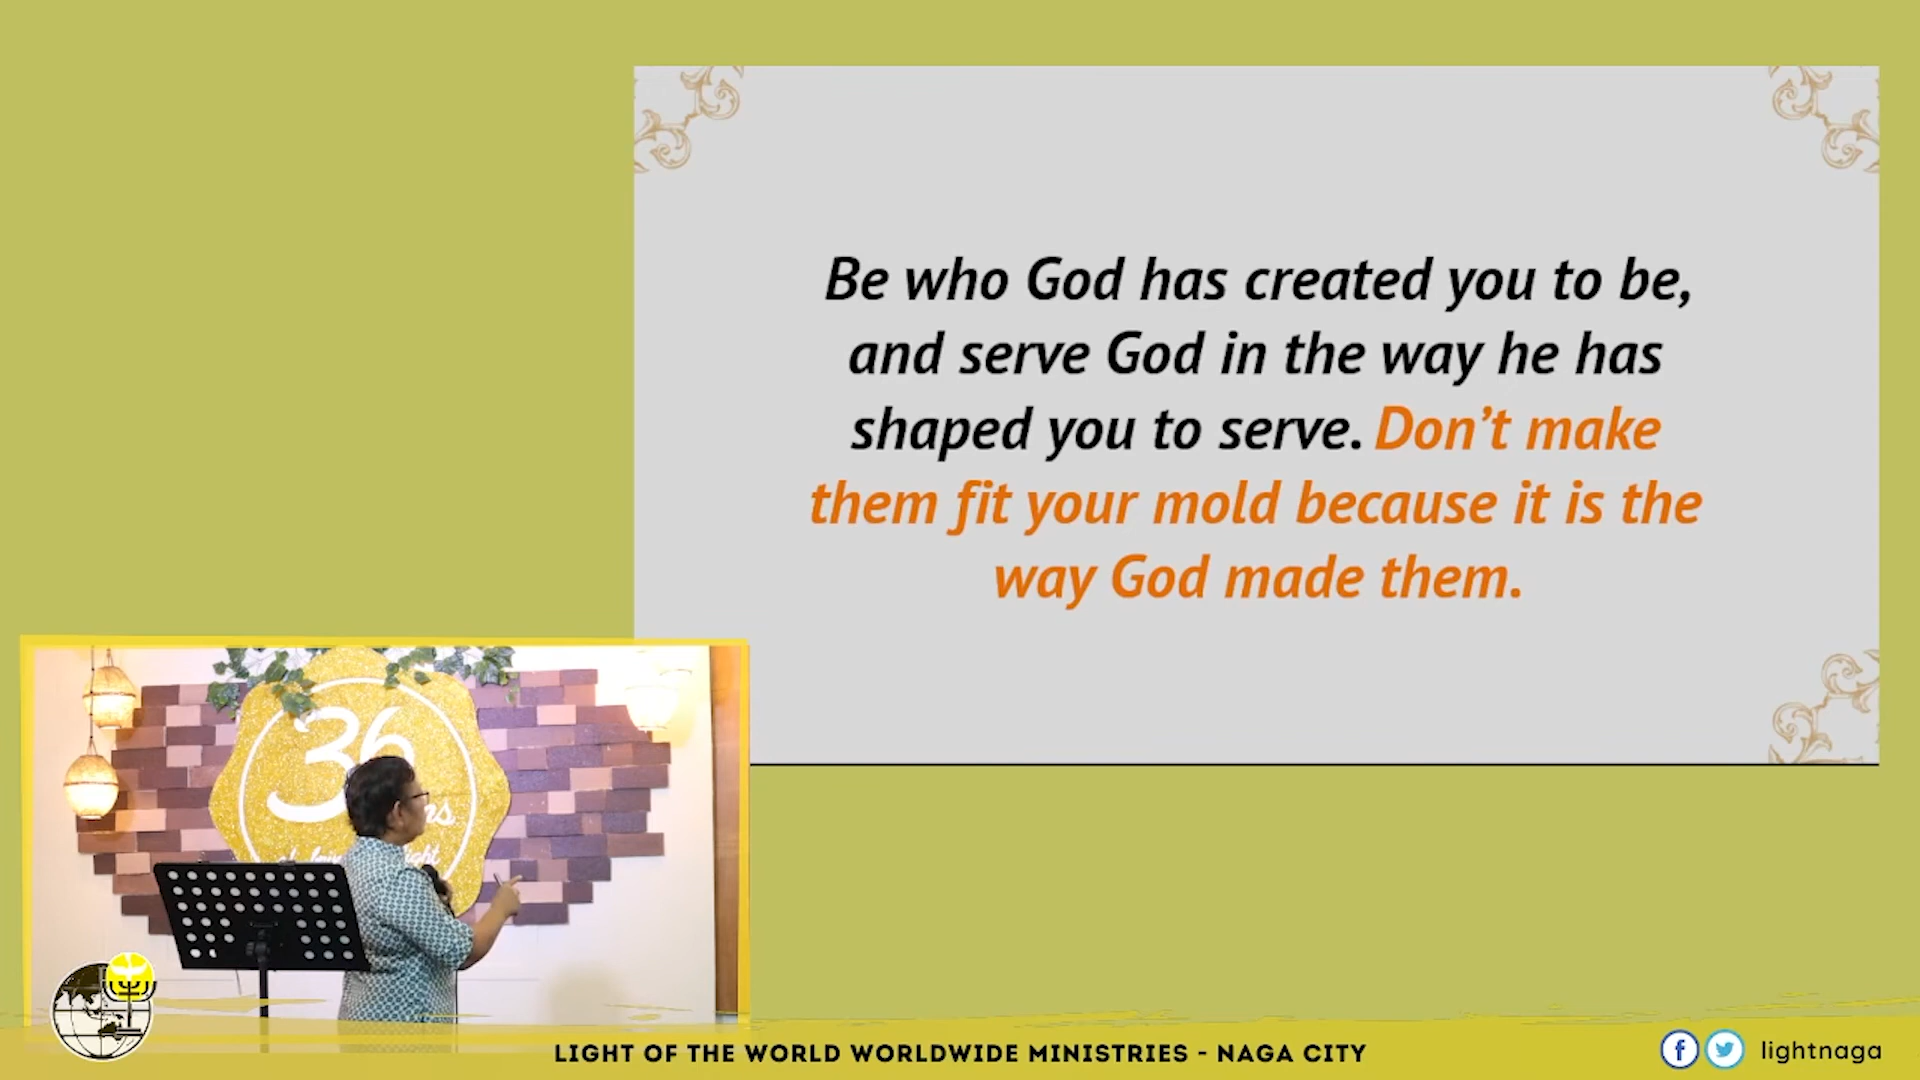 Be who God has created you to be,
and serve God in the way he has
shaped you to serve. Don't make
them fit your mold because it is the
way God made them.
36
LIGHT OF THE WORLD WORLDWIDE MINISTRIES - NAGA CITY
lightnaga